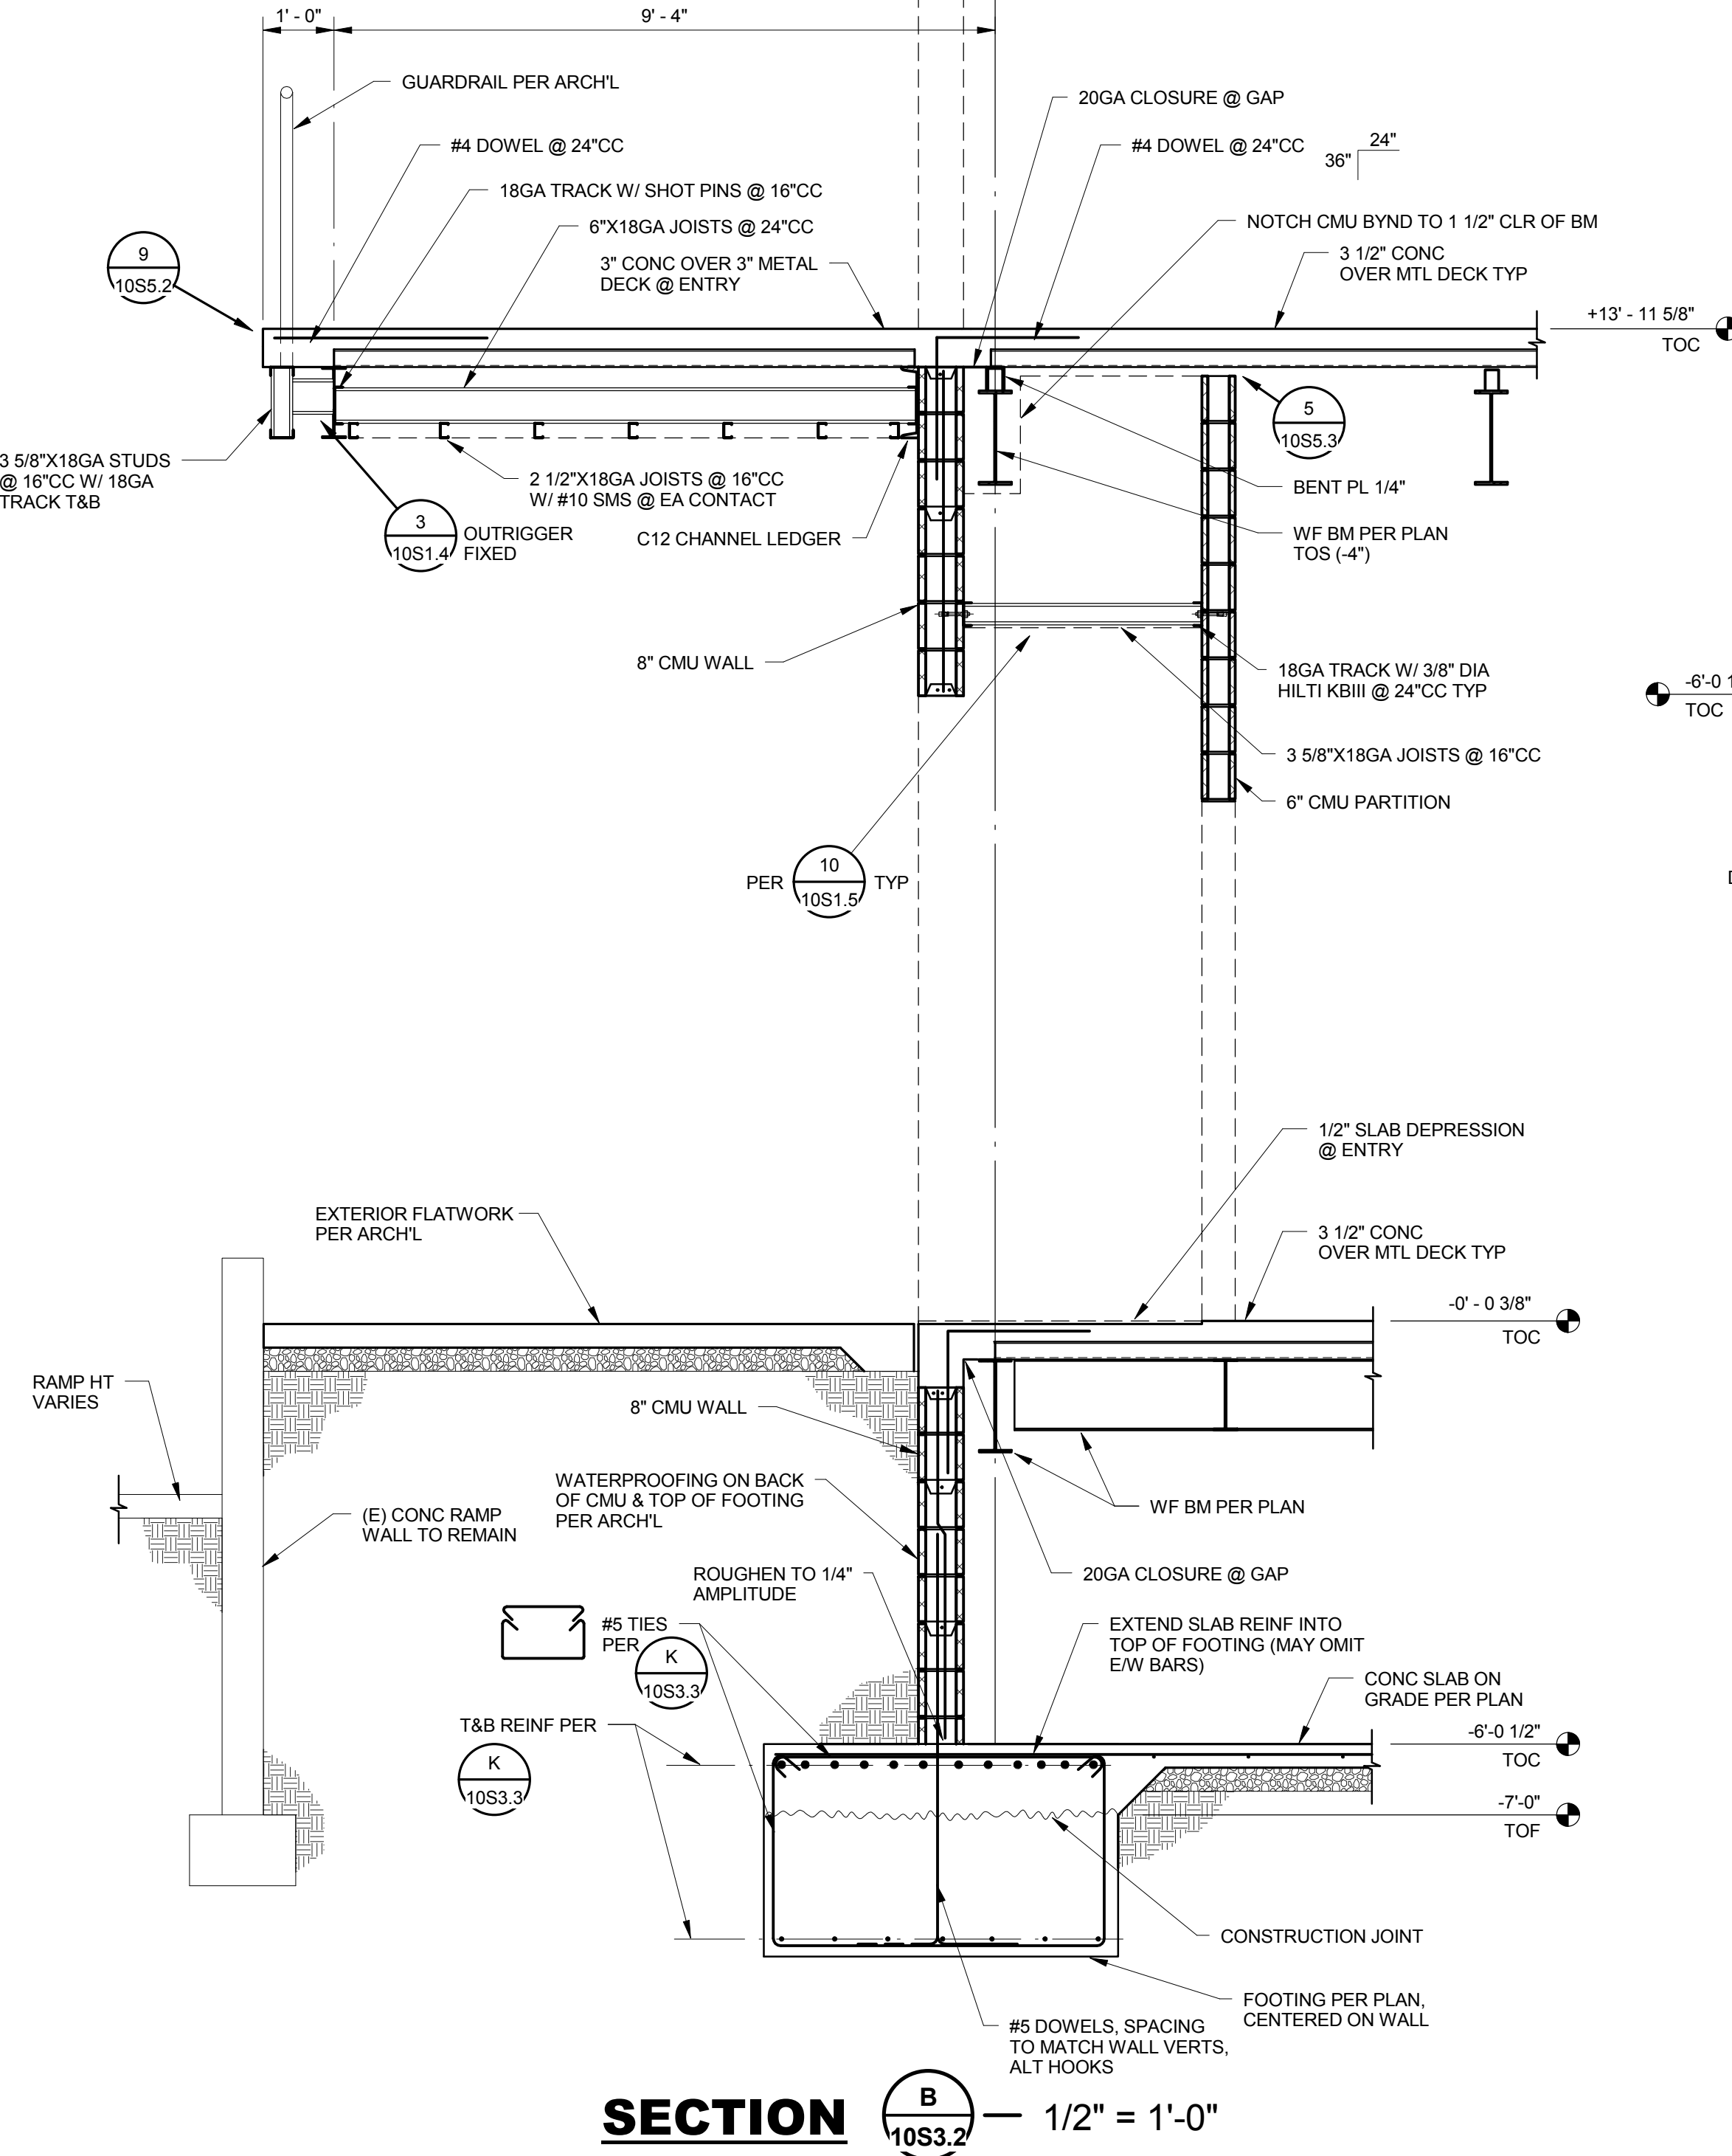 1' - 0"
9' - 4"
GUARDRAIL PER ARCH'L
20GA CLOSURE @ GAP
#4 DOWEL @ 24"CC
#4 DOWEL @ 24"CC
24"
36"
18GA TRACK W/ SHOT PINS @ 16"CC
6"X18GA JOISTS @ 24"CC
NOTCH CMU BYND TO 1 1/2" CLR OF BM
9
10S5.2
3" CONC OVER 3" METAL
DECK @ ENTRY
3 1/2" CONC
OVER MTL DECK TYP
+13' - 11 5/8"
TOC
5
10S5.3
3 5/8"X18GA STUDS
@ 16"CC W/ 18GA
TRACK T&B
2 1/2"X18GA JOISTS @ 16"CC
W/ #10 SMS @ EA CONTACT
BENT PL 1/4"
3
10S1.4
OUTRIGGER
FIXED
C12 CHANNEL LEDGER
WF BM PER PLAN
TOS (-4")
8" CMU WALL
18GA TRACK W/ 3/8" DIA
HILTI KBIII @ 24"CC TYP
-6'-0 1
TOC
3 5/8"X18GA JOISTS @ 16"CC
6" CMU PARTITION
PER
10
10S1.5
TYP
1/2" SLAB DEPRESSION
@ ENTRY
EXTERIOR FLATWORK
PER ARCH'L
3 1/2" CONC
OVER MTL DECK TYP
-0' - 0 3/8"
TOC
RAMP HT
VARIES
8" CMU WALL
WATERPROOFING ON BACK
OF CMU & TOP OF FOOTING
PER ARCH'L
(E) CONC RAMP
WALL TO REMAIN
WF BM PER PLAN
ROUGHEN TO 1/4"
AMPLITUDE
20GA CLOSURE @ GAP
#5 TIES
PER
K
10S3.3
EXTEND SLAB REINF INTO
TOP OF FOOTING (MAY OMIT
E/W BARS)
CONC SLAB ON
GRADE PER PLAN
T&B REINF PER
K
10S3.3
-6'-0 1/2"
TOC
-7'-0"
TOF
CONSTRUCTION JOINT
FOOTING PER PLAN,
CENTERED ON WALL
#5 DOWELS, SPACING
TO MATCH WALL VERTS,
ALT HOOKS
SECTION
B
10S3.2
1/2" = 1'-0"